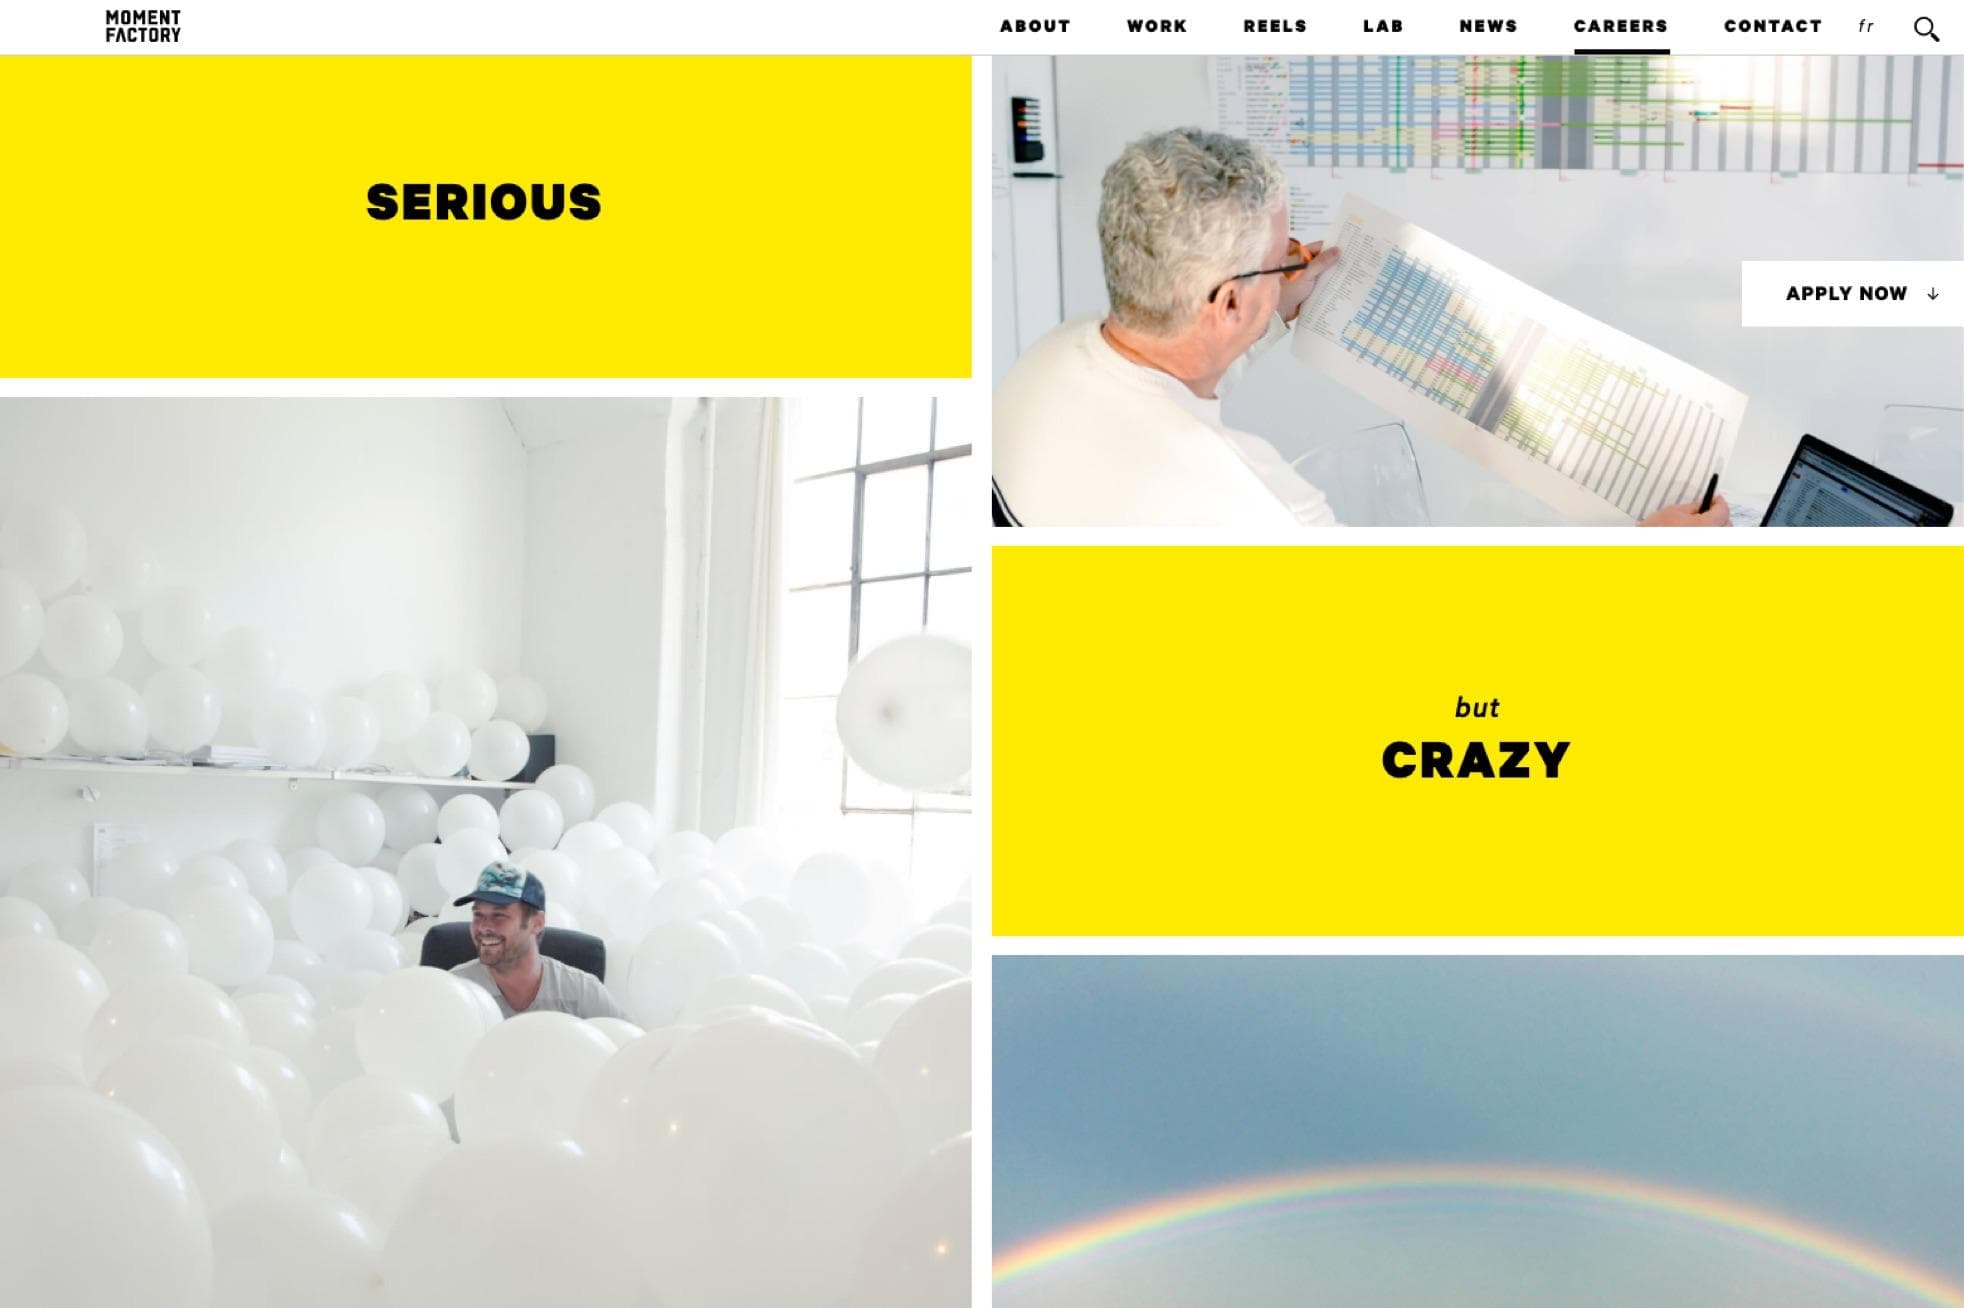 MOMENT
FACTORY
ABOUT
WORK
REELS
LAB
NEWS
CAREERS
CONTACT
fr
SERIOUS
APPLY NOW ↓
but
CRAZY